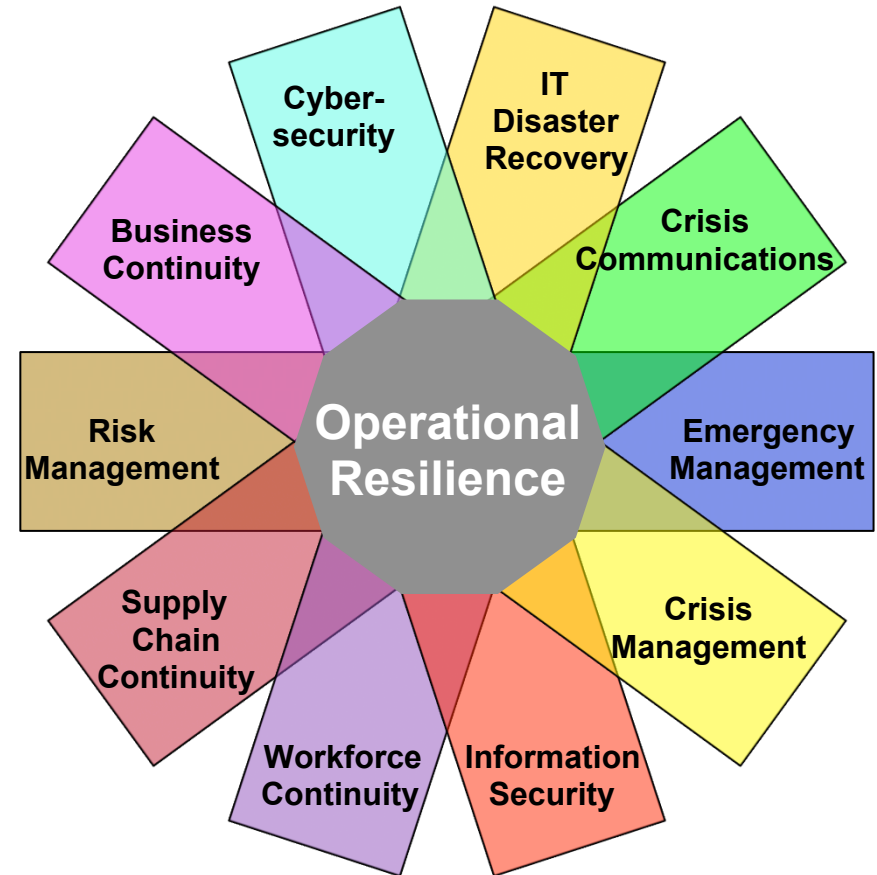 Cyber-
security
IT
Disaster
Recovery
Crisis
Communications
Emergency
Management
Crisis
Management
Information
Security
Workforce
Continuity
Supply
Chain
Continuity
Risk
Management
Business
Continuity
Operational
Resilience